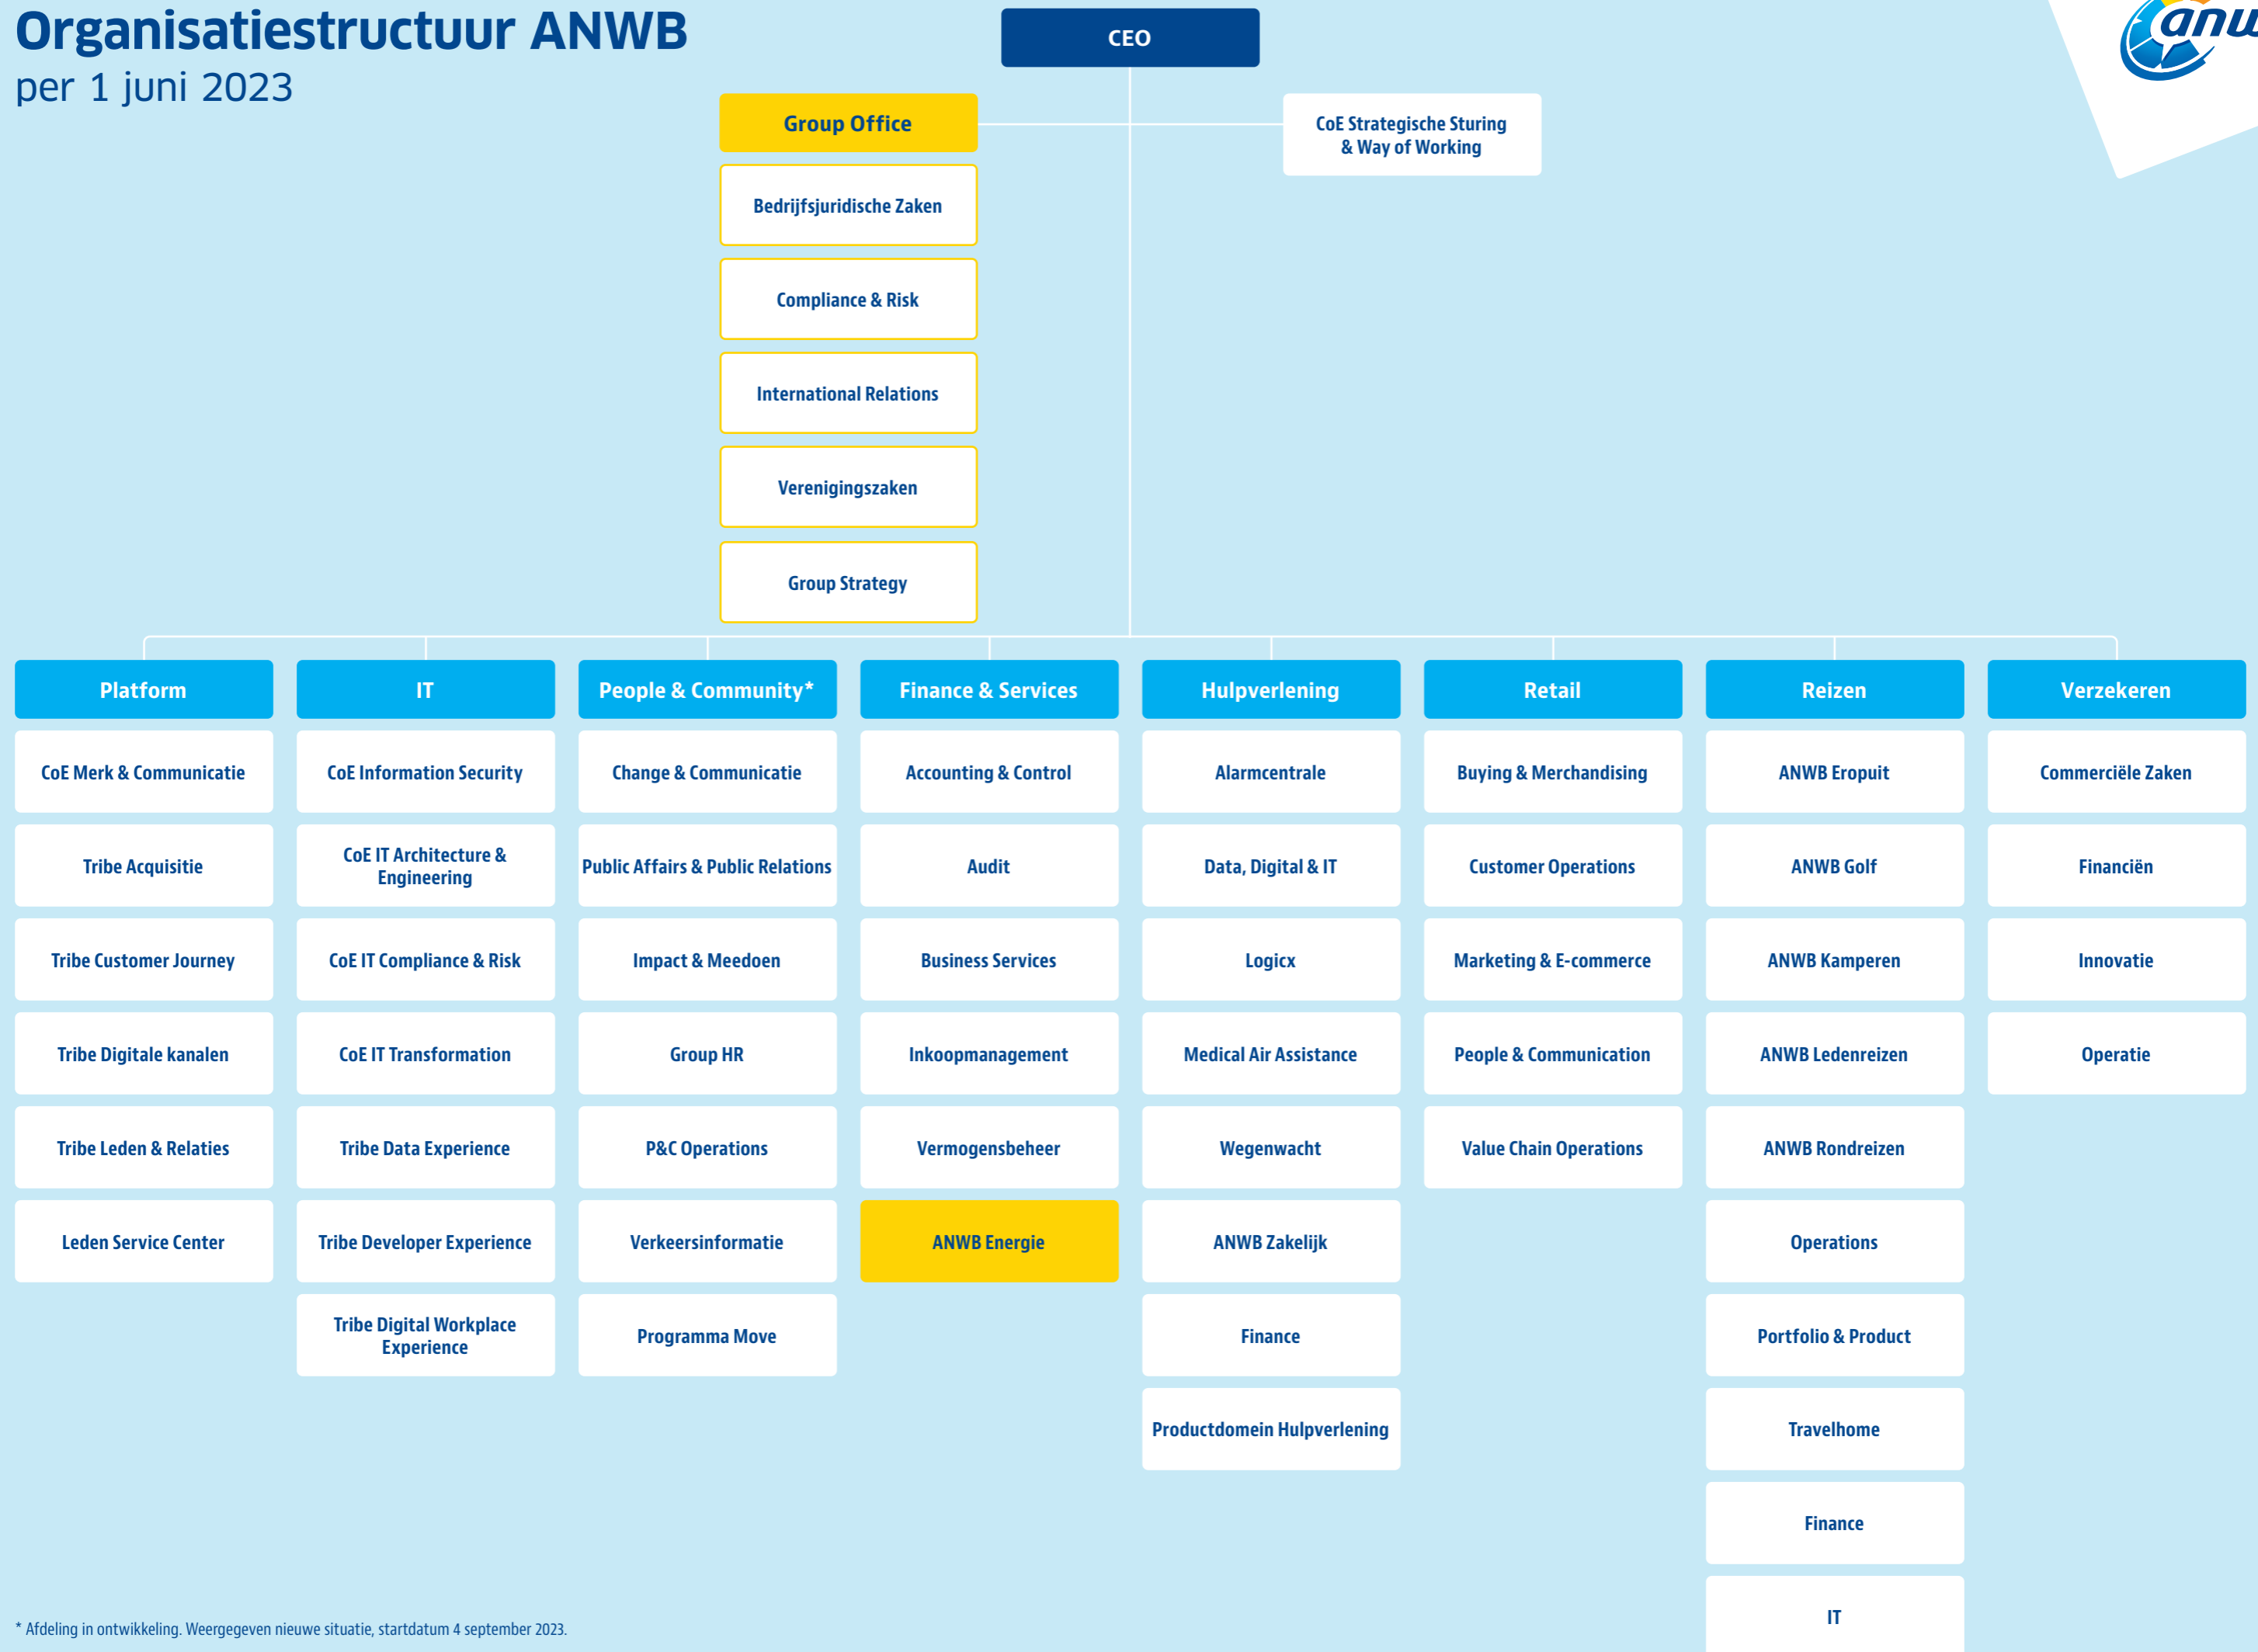 Organisatiestructuur ANWB
per 1 juni 2023
CEO
Group Office
CoE Strategische Sturing
& Way of Working
Bedrijfsjuridische Zaken
Compliance & Risk
International Relations
Verenigingszaken
Group Strategy
Platform
CoE Merk & Communicatie
Tribe Acquisitie
Tribe Customer Journey
Tribe Digitale kanalen
Tribe Leden & Relaties
Leden Service Center
IT
CoE Information Security
CoE IT Architecture &
Engineering
CoE IT Compliance & Risk
CoE IT Transformation
Tribe Data Experience
Tribe Developer Experience
Tribe Digital Workplace
Experience
People & Community*
Change & Communicatie
Public Affairs & Public Relations
Impact & Meedoen
Group HR
P&C Operations
Verkeersinformatie
Programma Move
Finance & Services
Accounting & Control
Audit
Business Services
Inkoopmanagement
Vermogensbeheer
ANWB Energie
Hulpverlening
Alarmcentrale
Data, Digital & IT
Logicx
Medical Air Assistance
Wegenwacht
ANWB Zakelijk
Finance
Productdomein Hulpverlening
Retail
Buying & Merchandising
Customer Operations
Marketing & E-commerce
People & Communication
Value Chain Operations
Reizen
ANWB Eropuit
ANWB Golf
ANWB Kamperen
ANWB Ledenreizen
ANWB Rondreizen
Operations
Portfolio & Product
Travelhome
Finance
IT
Verzekeren
Commerciële Zaken
Financiën
Innovatie
Operatie
* Afdeling in ontwikkeling. Weergegeven nieuwe situatie, startdatum 4 september 2023.